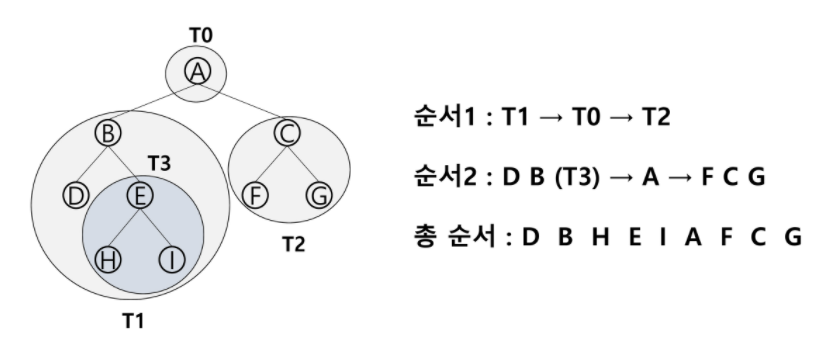 T0
A
B
C
T3
D
E
F
G
H
I
T2
T1
순서1 : T1 → T0 → T2
순서2 : D B (T3) → A → F C G
총 순서 : D B H E I A F C G